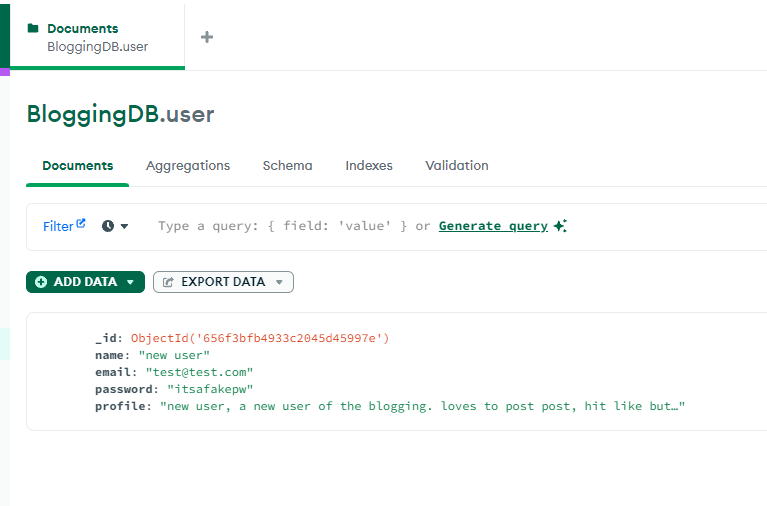 Documents
BloggingDB.user
BloggingDB.user
Documents Aggregations Schema Indexes Validation
Filter Type a query: { field: 'value' } or Generate query
ADD DATA EXPORT DATA
_id: ObjectId('656f3bfb4933c2045d45997e')
name: "new user"
email: "test@test.com"
password: "itsafakepw"
profile: "new user, a new user of the blogging. loves to post post, hit like but…"